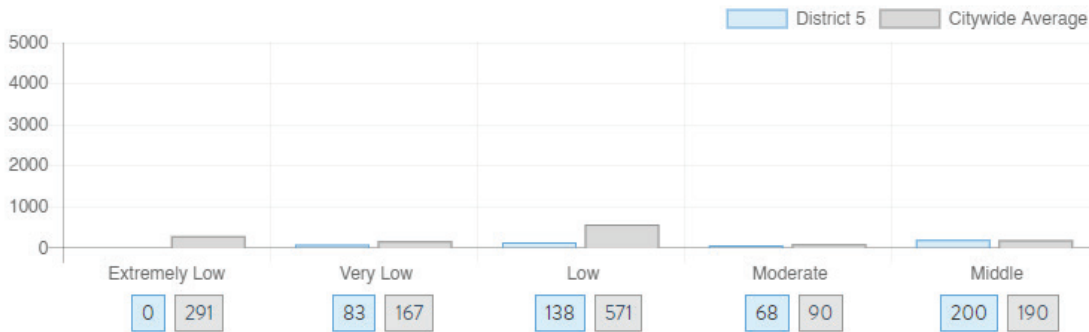 District 5 Citywide Average
5000
4000
3000
2000
1000
0
Extremely Low Very Low Low Moderate Middle
0 291 83 167 138 571 68 90 200 190